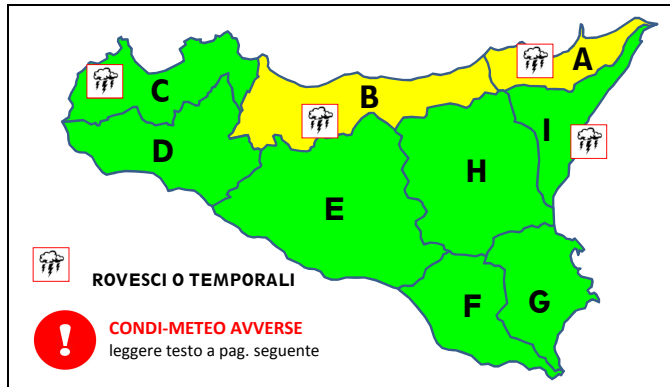 A
B
C
I
D
H
E
ROVESCI O TEMPORALI
F
G
!
CONDI-METEO AVVERSE
leggere testo a pag. seguente